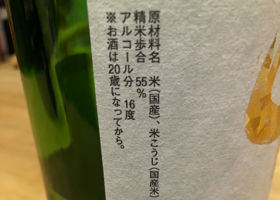 原材料名 米(国産)、米こうじ(国産米)
精米歩合 55%
アルコール分 16度
※お酒は20歳になってから。